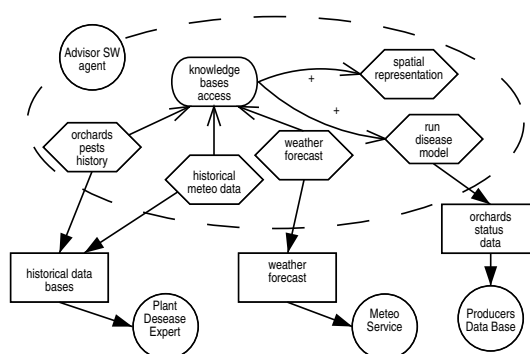 Advisor SW
agent
knowledge
bases
access
+
spatial
representation
+
orchards
pests
history
historical
meteo data
weather
forecast
run
disease
model
historical data
bases
weather
forecast
orchards
status
data
Plant
Desease
Expert
Meteo
Service
Producers
Data Base